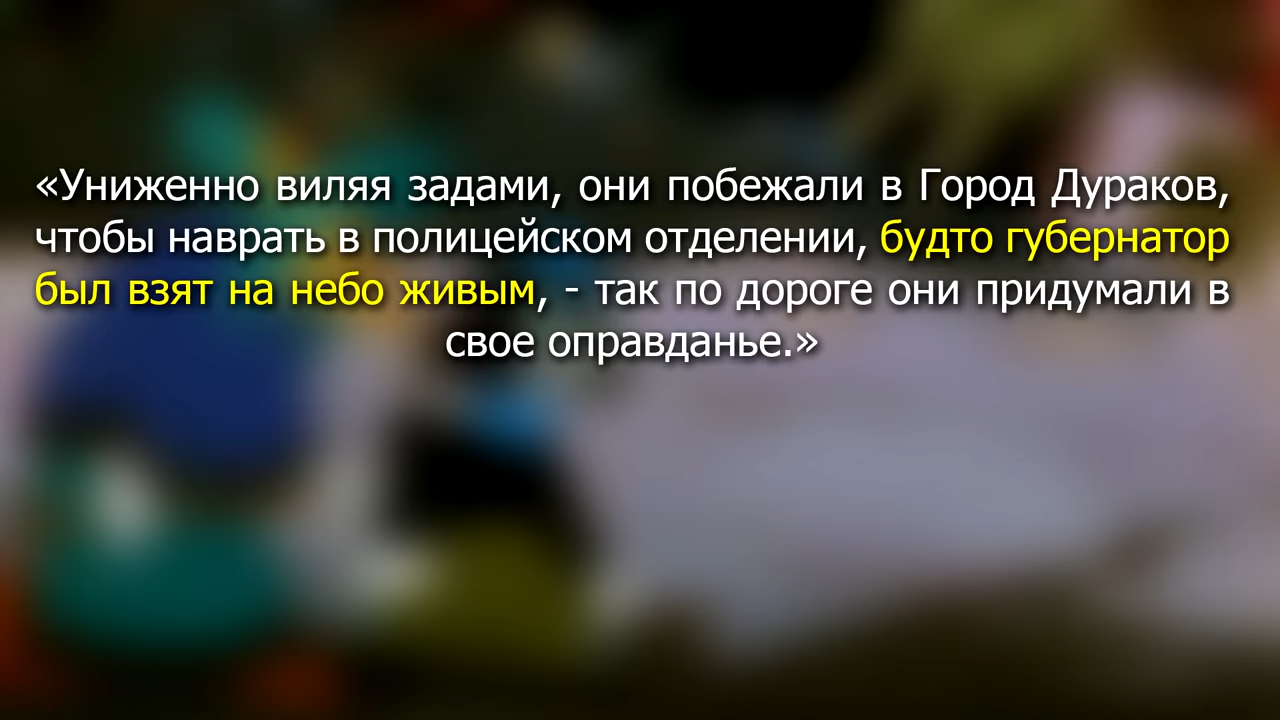 «Униженно виляя задами, они побежали в Город Дураков,
чтобы наврать в полицейском отделении, будто губернатор
был взят на небо живым, - так по дороге они придумали в
свое оправданье.»